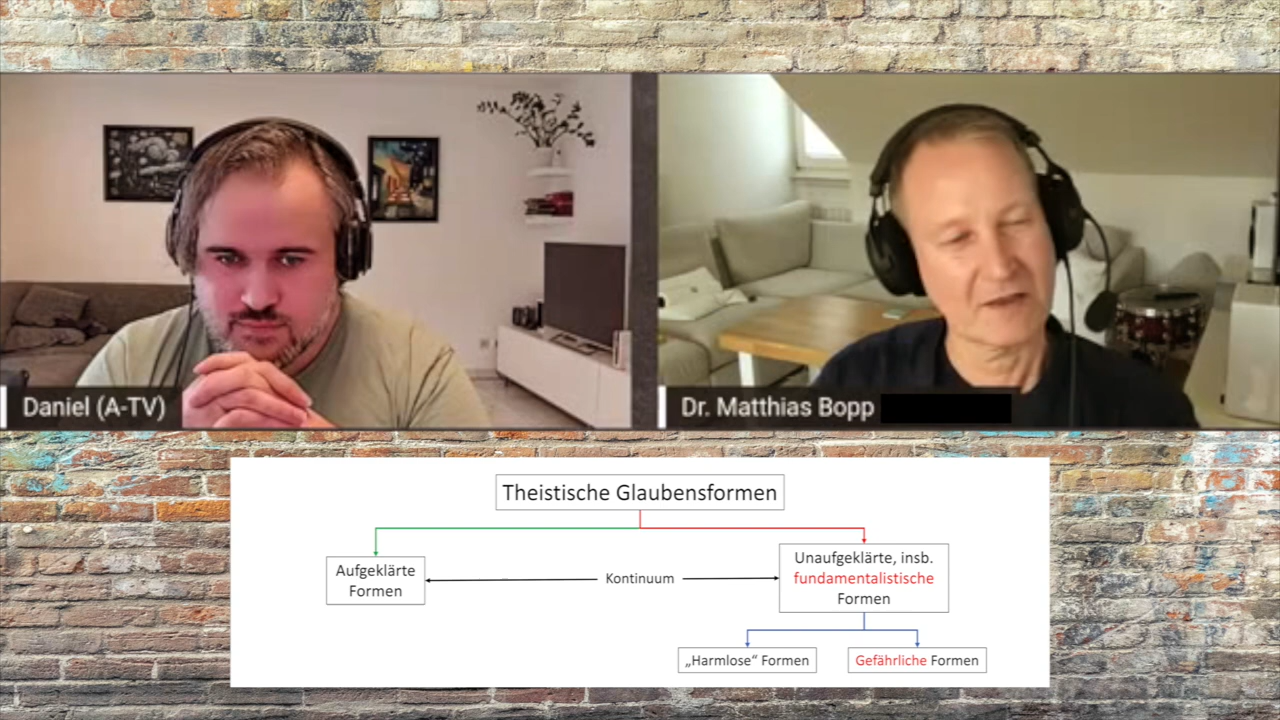 Daniel (A-TV)
Dr. Matthias Bopp
Theistische Glaubensformen
Aufgeklärte
Formen
Kontinuum
Unaufgeklärte, insb.
fundamentalistische
Formen
„Harmlose“ Formen
Gefährliche Formen